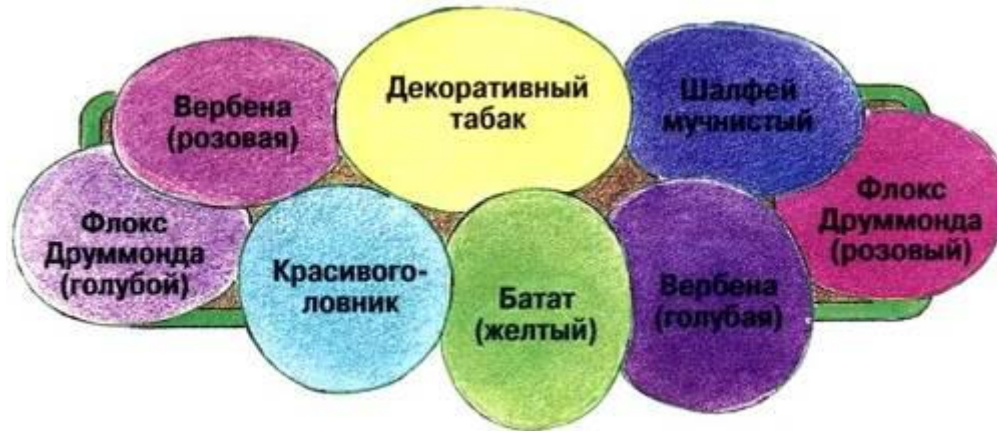 Вербена
(розовая)
Декоративный
табак
Шалфей
мучнистый
Флокс
Друммонда
(голубой)
Красивого-
ловник
Батат
(желтый)
Вербена
(голубая)
Флокс
Друммонда
(розовый)